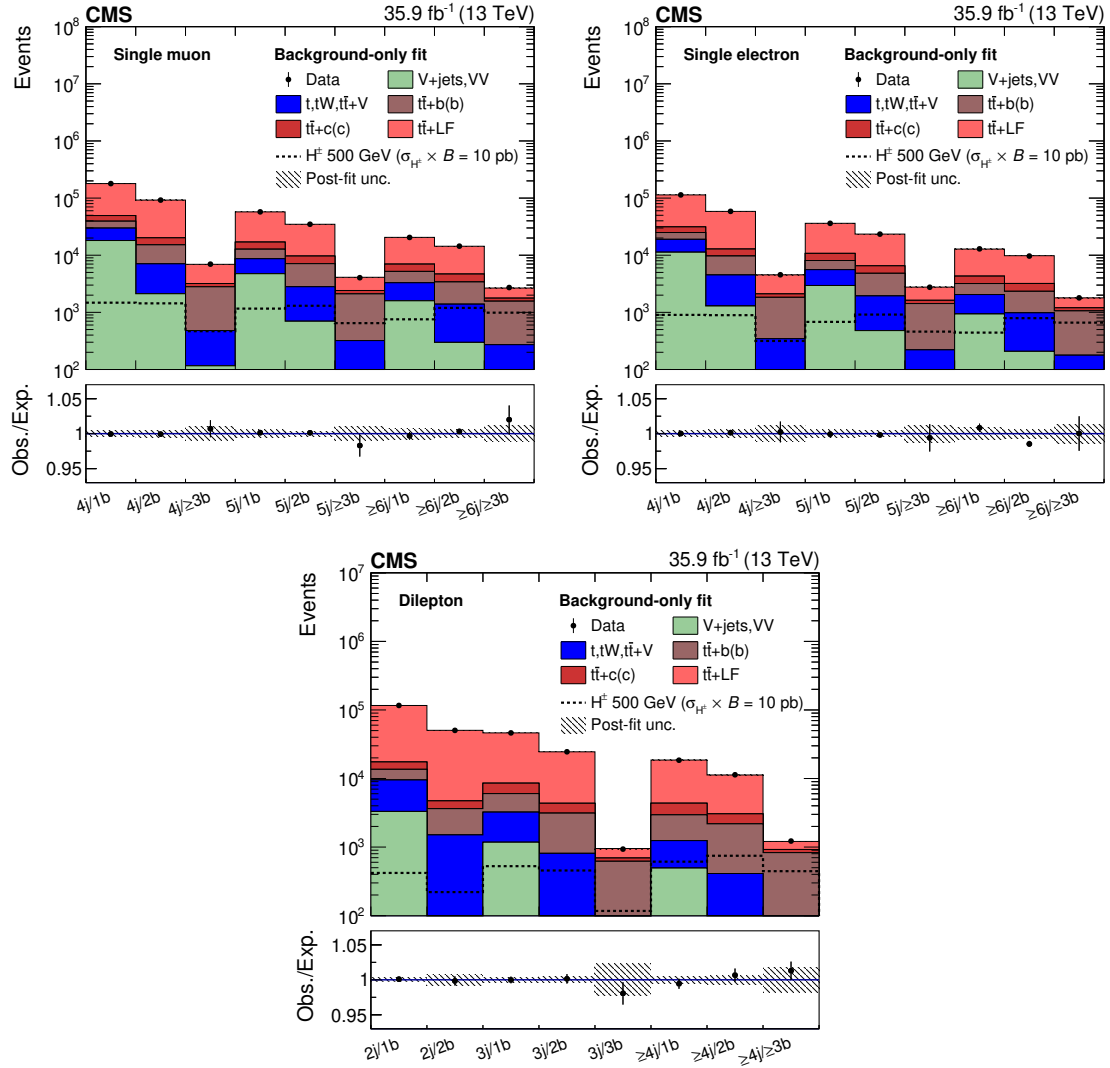 CMS 35.9 fb⁻¹ (13 TeV)
Events
10⁸
10⁷
10⁶
10⁵
10⁴
10³
10²
Single muon Background-only fit
Data V+jets,VV
t,tW,tt̄+V tt̄+b(b)
tt̄+c(c) tt̄+LF
H± 500 GeV (σH± × B = 10 pb)
Post-fit unc.
Obs./Exp.
1.05
1
0.95
4j/1b 4j/2b 4j/≥3b 5j/1b 5j/2b 5j/≥3b ≥6j/1b ≥6j/2b ≥6j/≥3b
CMS 35.9 fb⁻¹ (13 TeV)
Events
10⁸
10⁷
10⁶
10⁵
10⁴
10³
10²
Single electron Background-only fit
Data V+jets,VV
t,tW,tt̄+V tt̄+b(b)
tt̄+c(c) tt̄+LF
H± 500 GeV (σH± × B = 10 pb)
Post-fit unc.
Obs./Exp.
1.05
1
0.95
4j/1b 4j/2b 4j/≥3b 5j/1b 5j/2b 5j/≥3b ≥6j/1b ≥6j/2b ≥6j/≥3b
CMS 35.9 fb⁻¹ (13 TeV)
Events
10⁷
10⁶
10⁵
10⁴
10³
10²
Dilepton Background-only fit
Data V+jets,VV
t,tW,tt̄+V tt̄+b(b)
tt̄+c(c) tt̄+LF
H± 500 GeV (σH± × B = 10 pb)
Post-fit unc.
Obs./Exp.
1.05
1
0.95
2j/1b 2j/2b 3j/1b 3j/2b 3j/3b ≥4j/1b ≥4j/2b ≥4j/≥3b